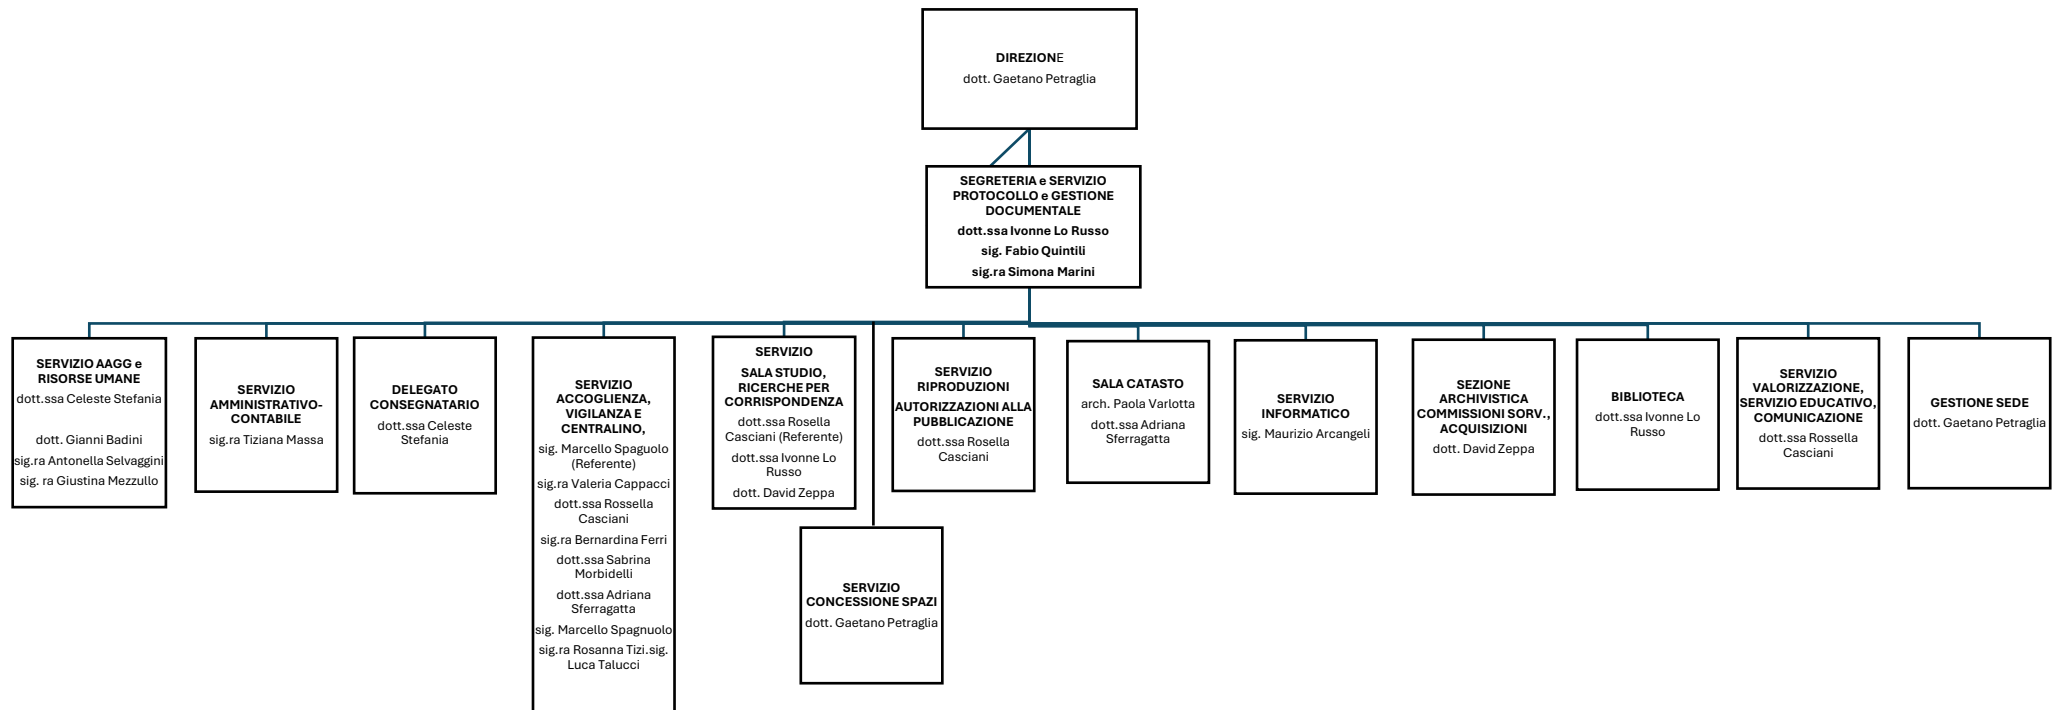 DIREZIONE
dott. Gaetano Petraglia
SEGRETERIA e SERVIZIO
PROTOCOLLO e GESTIONE
DOCUMENTALE
dott.ssa Ivonne Lo Russo
sig. Fabio Quintili
sig.ra Simona Marini
SERVIZIO AAGG e
RISORSE UMANE
dott.ssa Celeste Stefania
dott. Gianni Badini
sig.ra Antonella Selvaggini
sig. ra Giustina Mezzullo
SERVIZIO
AMMINISTRATIVO-
CONTABILE
sig.ra Tiziana Massa
DELEGATO
CONSEGNATARIO
dott.ssa Celeste
Stefania
SERVIZIO
ACCOGLIENZA,
VIGILANZA E
CENTRALINO,
sig. Marcello Spaguolo
(Referente)
sig.ra Valeria Cappacci
dott.ssa Rossella
Casciani
sig.ra Bernardina Ferri
dott.ssa Sabrina
Morbidelli
dott.ssa Adriana
Sferragatta
sig. Marcello Spagnuolo
sig.ra Rosanna Tizi.sig.
Luca Talucci
SERVIZIO
SALA STUDIO,
RICERCHE PER
CORRISPONDENZA
dott.ssa Rosella
Casciani (Referente)
dott.ssa Ivonne Lo
Russo
dott. David Zeppa
SERVIZIO
CONCESSIONE SPAZI
dott. Gaetano Petraglia
SERVIZIO
RIPRODUZIONI
AUTORIZZAZIONI ALLA
PUBBLICAZIONE
dott.ssa Rosella
Casciani
SALA CATASTO
arch. Paola Varlotta
dott.ssa Adriana
Sferragatta
SERVIZIO
INFORMATICO
sig. Maurizio Arcangeli
SEZIONE
ARCHIVISTICA
COMMISSIONI SORV.,
ACQUISIZIONI
dott. David Zeppa
BIBLIOTECA
dott.ssa Ivonne Lo
Russo
SERVIZIO
VALORIZZAZIONE,
SERVIZIO EDUCATIVO,
COMUNICAZIONE
dott.ssa Rossella
Casciani
GESTIONE SEDE
dott. Gaetano Petraglia